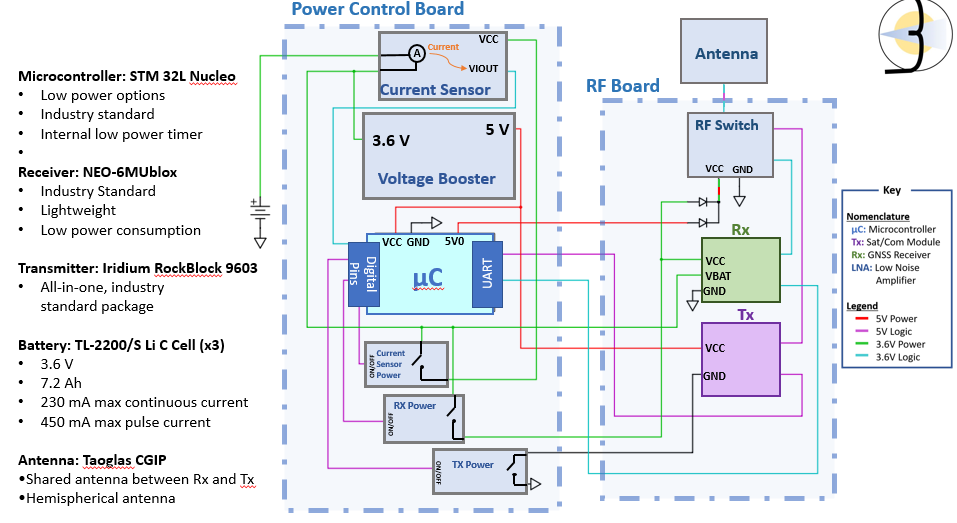 Power Control Board
Microcontroller: STM 32L Nucleo
• Low power options
• Industry standard
• Internal low power timer
•
Receiver: NEO-6MUblox
• Industry Standard
• Lightweight
• Low power consumption
Transmitter: Iridium RockBlock 9603
• All-in-one, industry
standard package
Battery: TL-2200/S Li C Cell (x3)
• 3.6 V
• 7.2 Ah
• 230 mA max continuous current
• 450 mA max pulse current
Antenna: Taoglas CGIP
•Shared antenna between Rx and Tx
•Hemispherical antenna
VCC
A
Current
VIOUT
Current Sensor
5 V
3.6 V
Voltage Booster
VCC GND 5V0
Digital
Pins
μC
UART
Current
Sensor
Power
ON/OFF
RX Power
ON/OFF
TX Power
ON/OFF
RF Board
Antenna
RF Switch
VCC GND
Rx
VCC
VBAT
GND
Tx
VCC
GND
3
Key
Nomenclature
μC: Microcontroller
Tx: Sat/Com Module
Rx: GNSS Receiver
LNA: Low Noise
Amplifier
Legend
5V Power
5V Logic
3.6V Power
3.6V Logic